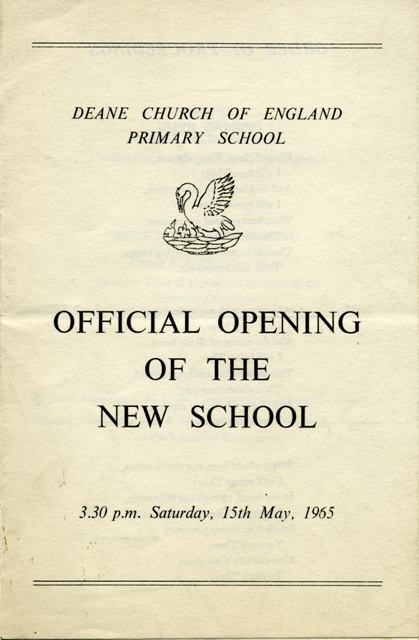 DEANE CHURCH OF ENGLAND
PRIMARY SCHOOL
OFFICIAL OPENING
OF THE
NEW SCHOOL
3.30 p.m. Saturday, 15th May, 1965